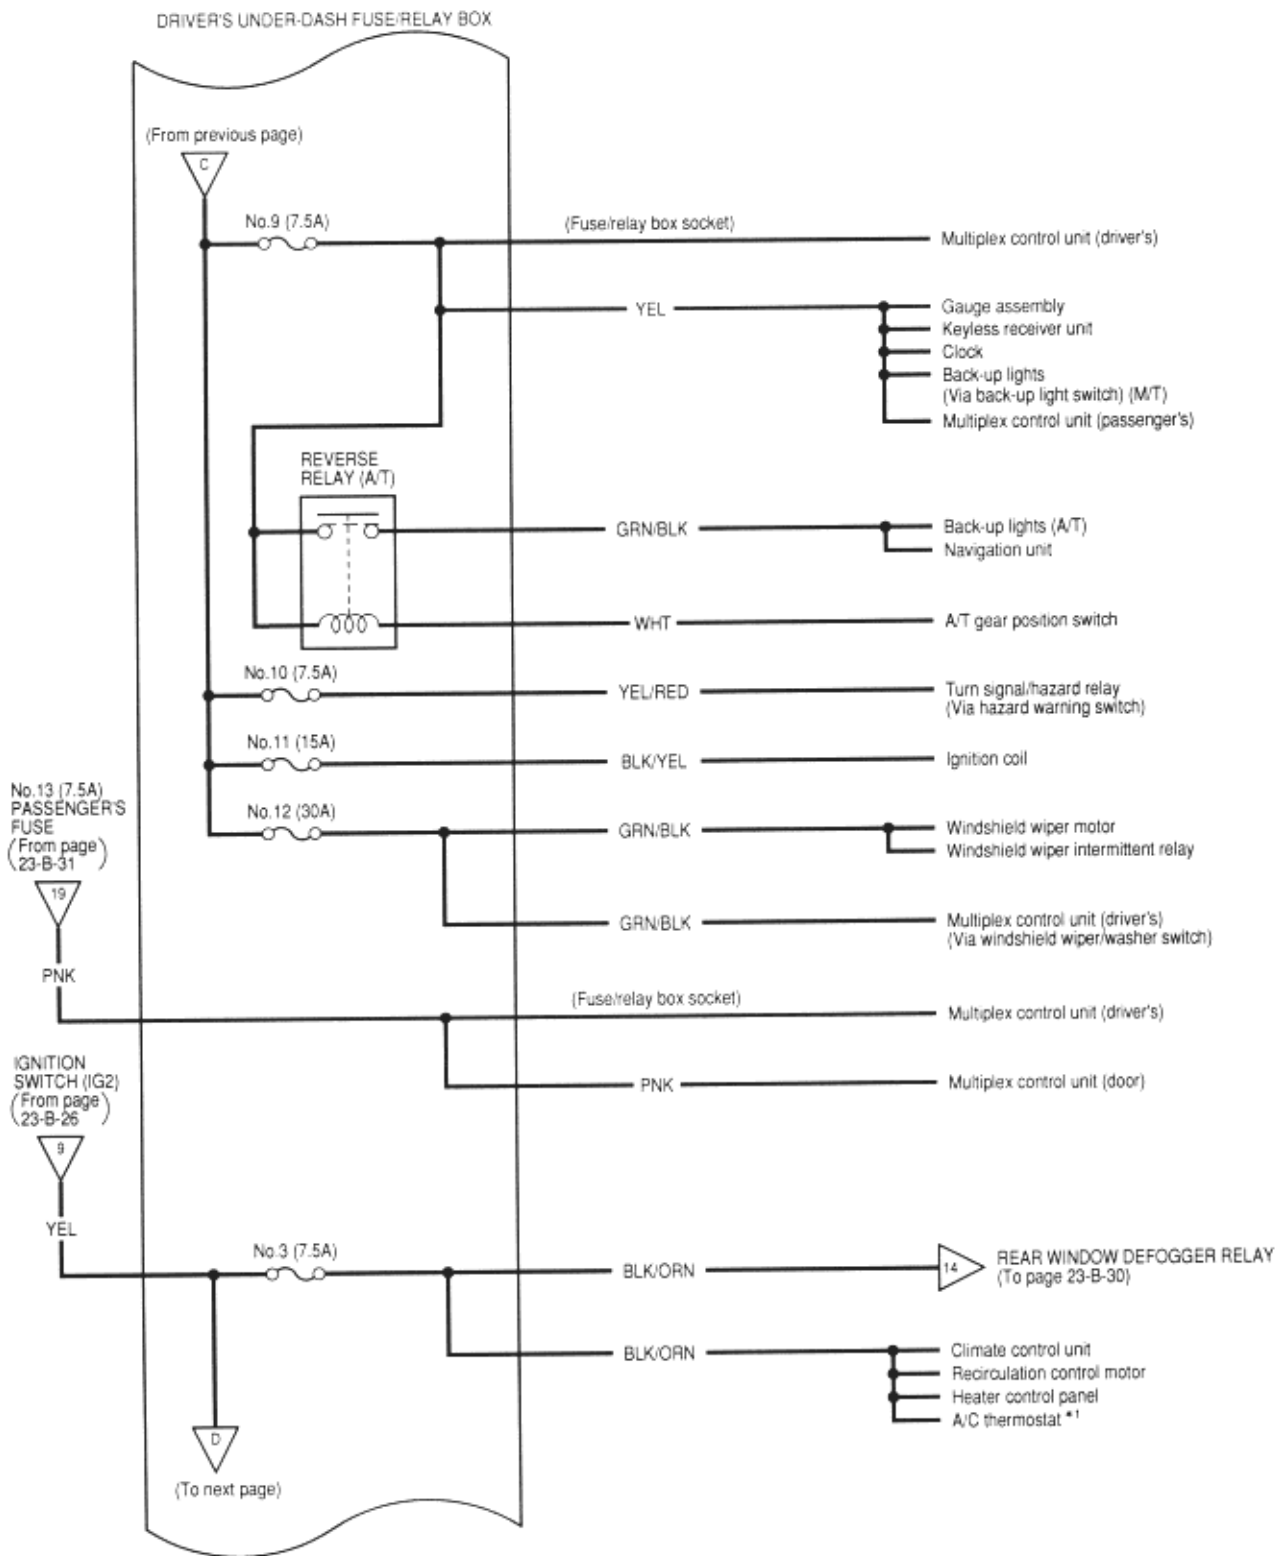 DRIVER'S UNDER-DASH FUSE/RELAY BOX
(From previous page)
C
No.9 (7.5A)
(Fuse/relay box socket)
Multiplex control unit (driver's)
YEL
Gauge assembly
Keyless receiver unit
Clock
Back-up lights
(Via back-up light switch) (M/T)
Multiplex control unit (passenger's)
REVERSE
RELAY (A/T)
GRN/BLK
Back-up lights (A/T)
Navigation unit
WHT
A/T gear position switch
No.10 (7.5A)
YEL/RED
Turn signal/hazard relay
(Via hazard warning switch)
No.11 (15A)
BLK/YEL
Ignition coil
No.12 (30A)
GRN/BLK
Windshield wiper motor
Windshield wiper intermittent relay
GRN/BLK
Multiplex control unit (driver's)
(Via windshield wiper/washer switch)
No.13 (7.5A)
PASSENGER'S
FUSE
(From page
23-B-31)
19
PNK
(Fuse/relay box socket)
Multiplex control unit (driver's)
PNK
Multiplex control unit (door)
IGNITION
SWITCH (IG2)
(From page
23-B-26)
9
YEL
No.3 (7.5A)
BLK/ORN
14
REAR WINDOW DEFOGGER RELAY
(To page 23-B-30)
BLK/ORN
Climate control unit
Recirculation control motor
Heater control panel
A/C thermostat *1
D
(To next page)